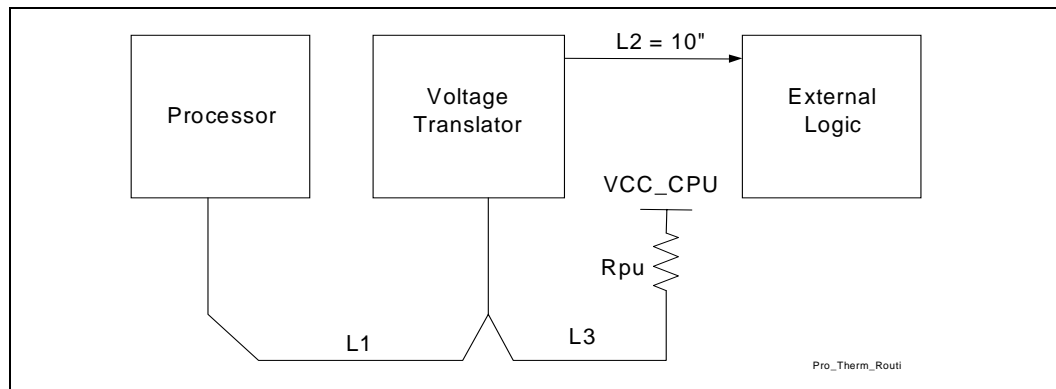 L2 = 10"
Processor
Voltage
Translator
External
Logic
VCC_CPU
Rpu
L1
L3
Pro_Therm_Routi